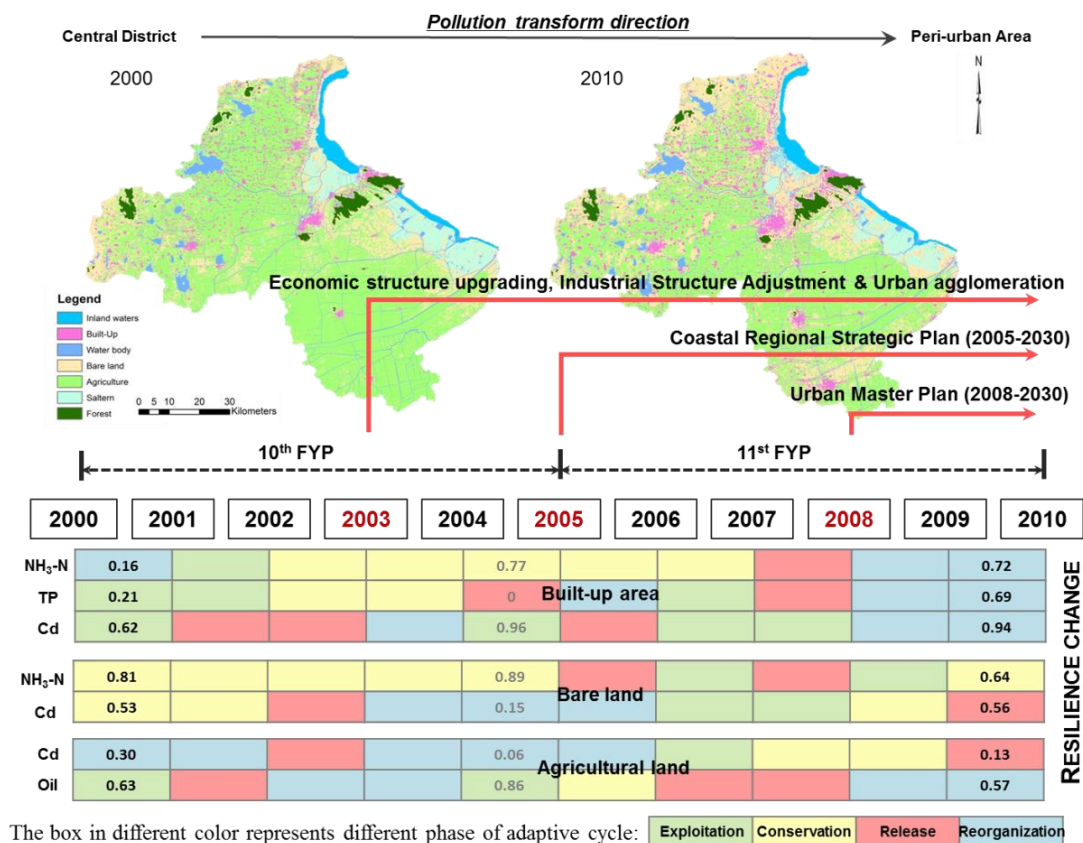 Pollution transform direction
Central District
Peri-urban Area
2000
2010
N
Economic structure upgrading, Industrial Structure Adjustment & Urban agglomeration
Coastal Regional Strategic Plan (2005-2030)
Urban Master Plan (2008-2030)
Legend
Inland waters
Built-Up
Water body
Bare land
Agriculture
Saltern
Forest
0 5 10 20 30
Kilometers
10th FYP
11st FYP
2000 2001 2002 2003 2004 2005 2006 2007 2008 2009 2010
NH3-N 0.16 0.77 0.72
TP 0.21 0 Built-up area 0.69
Cd 0.62 0.96 0.94
NH3-N 0.81 0.89 0.64
Bare land
Cd 0.53 0.15 0.56
Cd 0.30 0.06 0.13
Agricultural land
Oil 0.63 0.86 0.57
RESILIENCE CHANGE
The box in different color represents different phase of adaptive cycle: Exploitation Conservation Release Reorganization